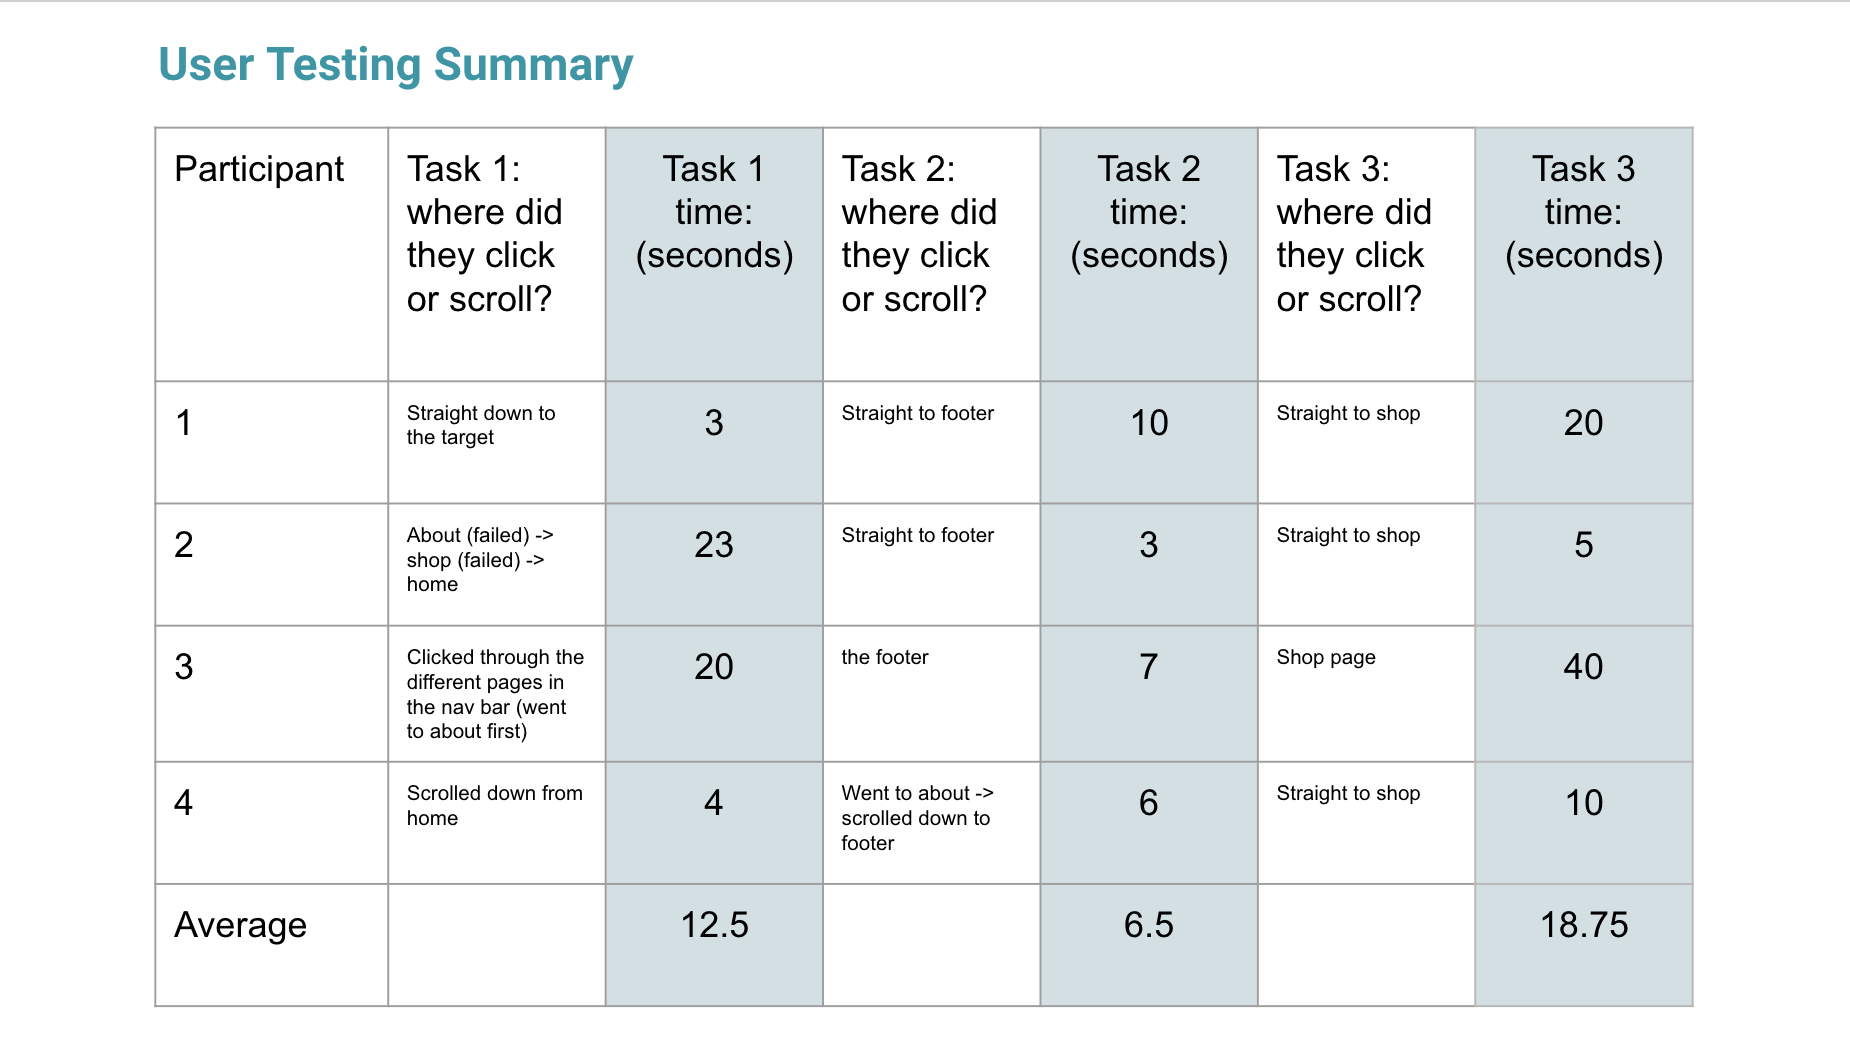 User Testing Summary
Participant
Task 1:
where did
they click
or scroll?
Task 1
time:
(seconds)
Task 2:
where did
they click
or scroll?
Task 2
time:
(seconds)
Task 3:
where did
they click
or scroll?
Task 3
time:
(seconds)
1
Straight down to
the target
3
Straight to footer
10
Straight to shop
20
2
About (failed) ->
shop (failed) ->
home
23
Straight to footer
3
Straight to shop
5
3
Clicked through the
different pages in
the nav bar (went
to about first)
20
the footer
7
Shop page
40
4
Scrolled down from
home
4
Went to about ->
scrolled down to
footer
6
Straight to shop
10
Average
12.5
6.5
18.75